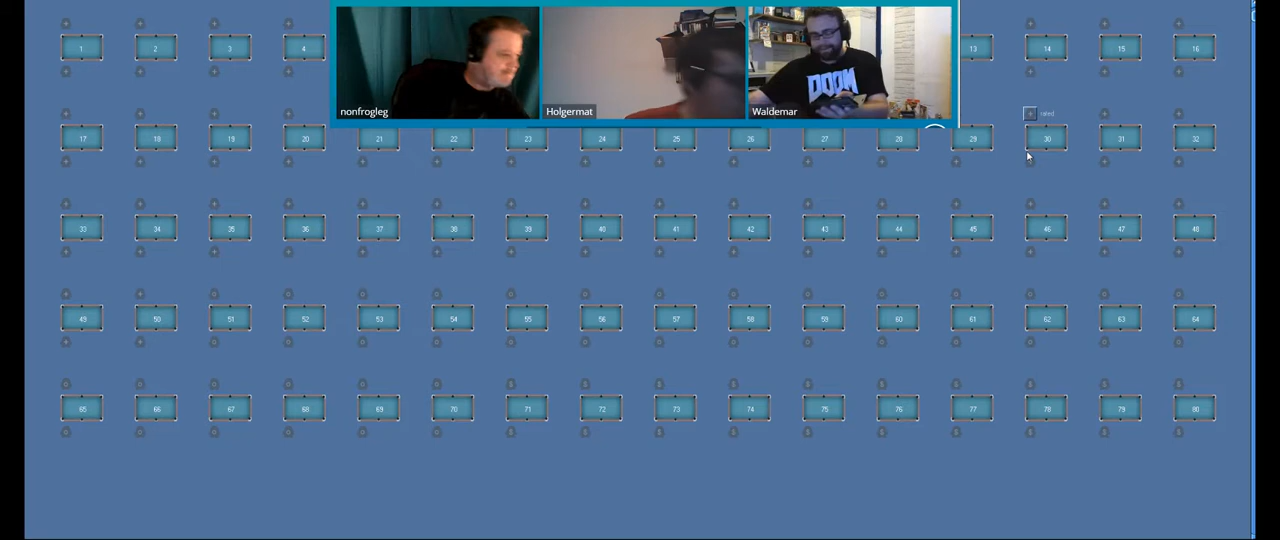 1 2 3 4 13 14 15 16
nonfrogleg Holgermat Waldemar
DOOM
rated
17 18 19 20 21 22 23 24 25 26 27 28 29 30 31 32
33 34 35 36 37 38 39 40 41 42 43 44 45 46 47 48
49 50 51 52 53 54 55 56 57 58 59 60 61 62 63 64
65 66 67 68 69 70 71 72 73 74 75 76 77 78 79 80